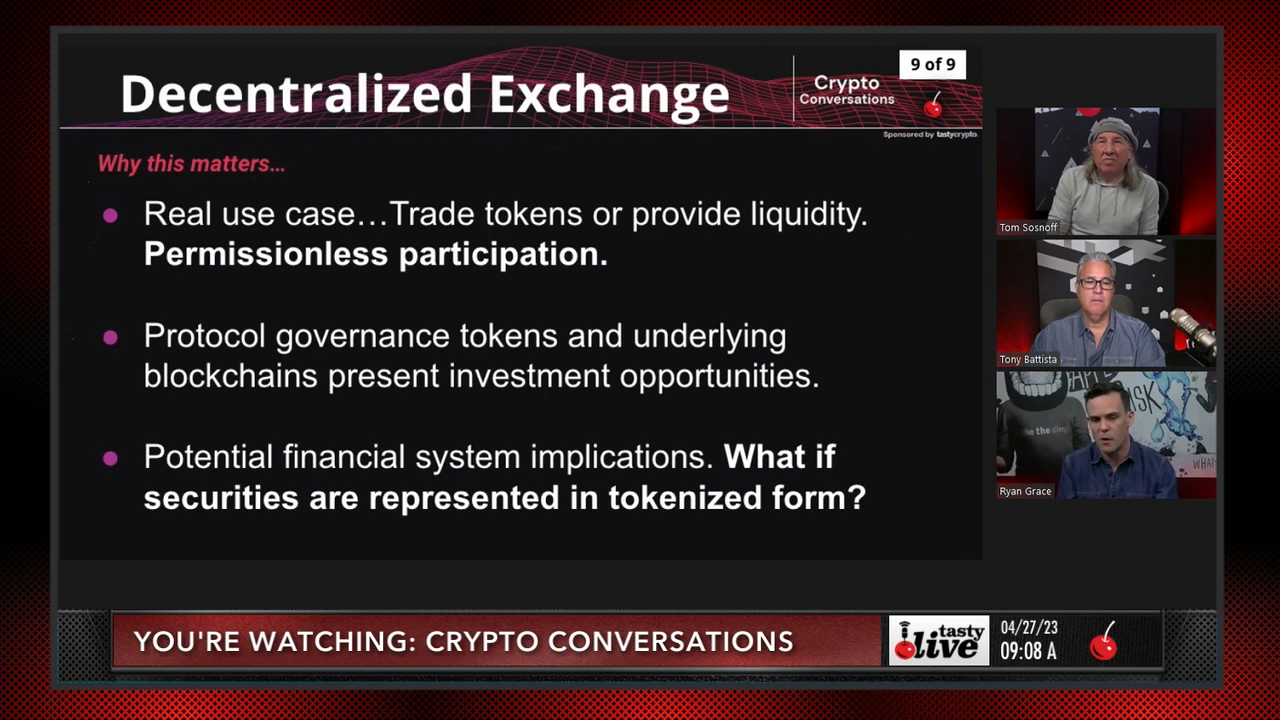 Decentralized Exchange
9 of 9
Crypto
Conversations
Sponsored by tastycrypto
Why this matters...
● Real use case…Trade tokens or provide liquidity.
Permissionless participation.
● Protocol governance tokens and underlying
blockchains present investment opportunities.
● Potential financial system implications. What if
securities are represented in tokenized form?
Tom Sosnoff
Tony Battista
RISK
Ryan Grace
YOU'RE WATCHING: CRYPTO CONVERSATIONS
tasty
live
04/27/23
09:08 A